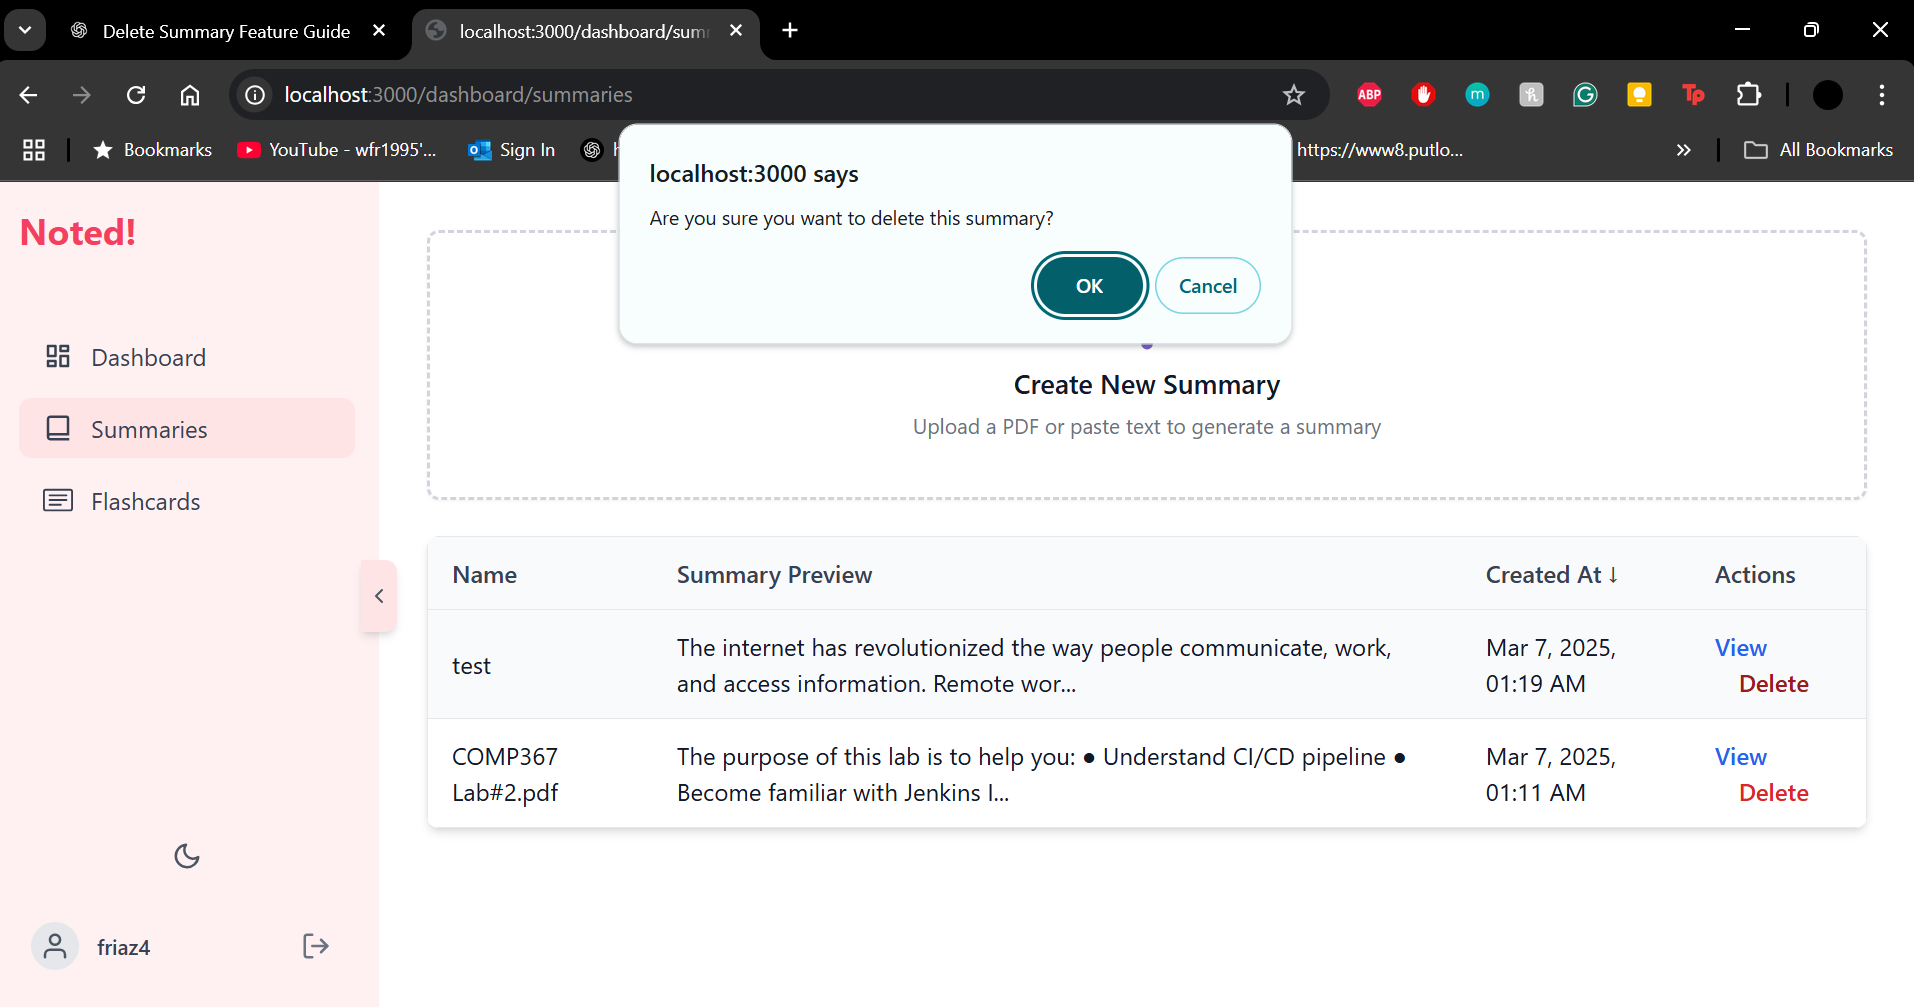 Delete Summary Feature Guide
localhost:3000/dashboard/sum
localhost:3000/dashboard/summaries
ABP
m
h
G
Tp
Bookmarks
YouTube - wfr1995'...
Sign In
https://www8.putlo...
All Bookmarks
localhost:3000 says
Are you sure you want to delete this summary?
OK
Cancel
Noted!
Dashboard
Summaries
Flashcards
friaz4
Create New Summary
Upload a PDF or paste text to generate a summary
Name Summary Preview Created At ↓ Actions
test
The internet has revolutionized the way people communicate, work,
and access information. Remote wor...
Mar 7, 2025,
01:19 AM
View
Delete
COMP367
Lab#2.pdf
The purpose of this lab is to help you: ● Understand CI/CD pipeline ●
Become familiar with Jenkins I...
Mar 7, 2025,
01:11 AM
View
Delete